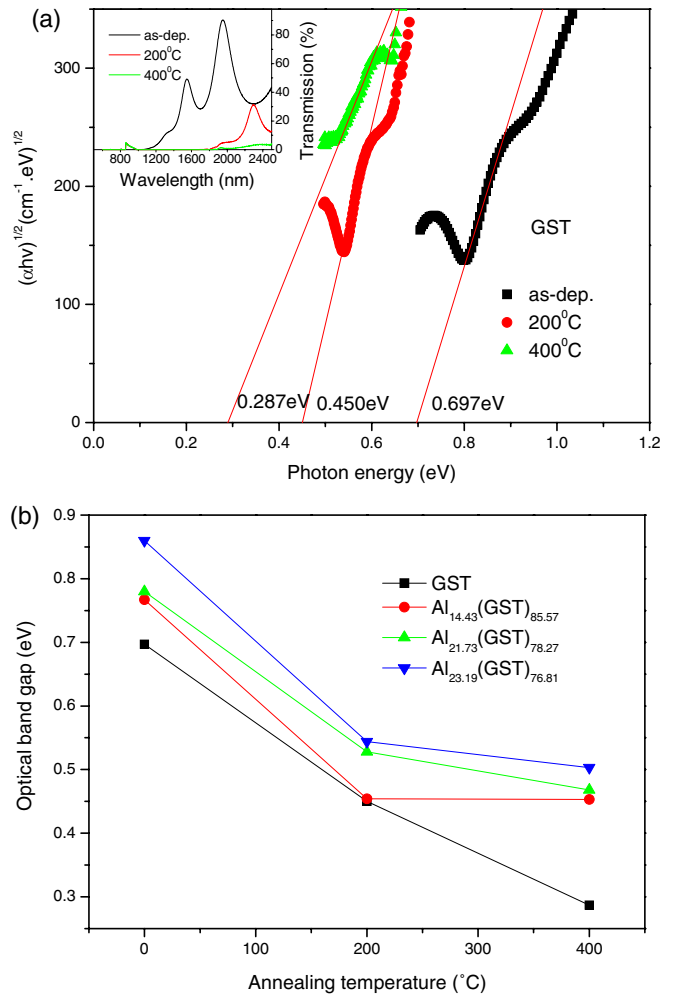 (a)
as-dep.
200⁰C
400⁰C
80
60
40
20
0
Transmission (%)
600 1200 1800 2400
Wavelength (nm)
300
200
100
0
(αhν)^1/2 (cm⁻¹.eV)^1/2
GST
as-dep.
200⁰C
400⁰C
0.287eV 0.450eV 0.697eV
0.0 0.2 0.4 0.6 0.8 1.0 1.2
Photon energy (eV)
(b)
0.9
0.8
0.7
0.6
0.5
0.4
0.3
Optical band gap (eV)
GST
Al₁₄.₄₃(GST)₈₅.₅₇
Al₂₁.₇₃(GST)₇₈.₂₇
Al₂₃.₁₉(GST)₇₆.₈₁
0 100 200 300 400
Annealing temperature (°C)